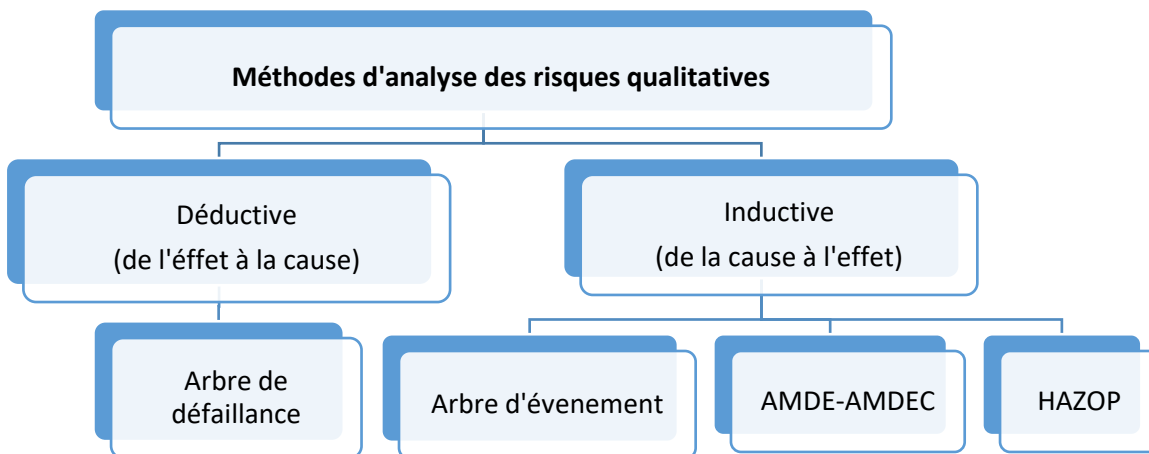 Méthodes d'analyse des risques qualitatives
Déductive
(de l'éffet à la cause)
Inductive
(de la cause à l'effet)
Arbre de
défaillance
Arbre d'évenement
AMDE-AMDEC
HAZOP